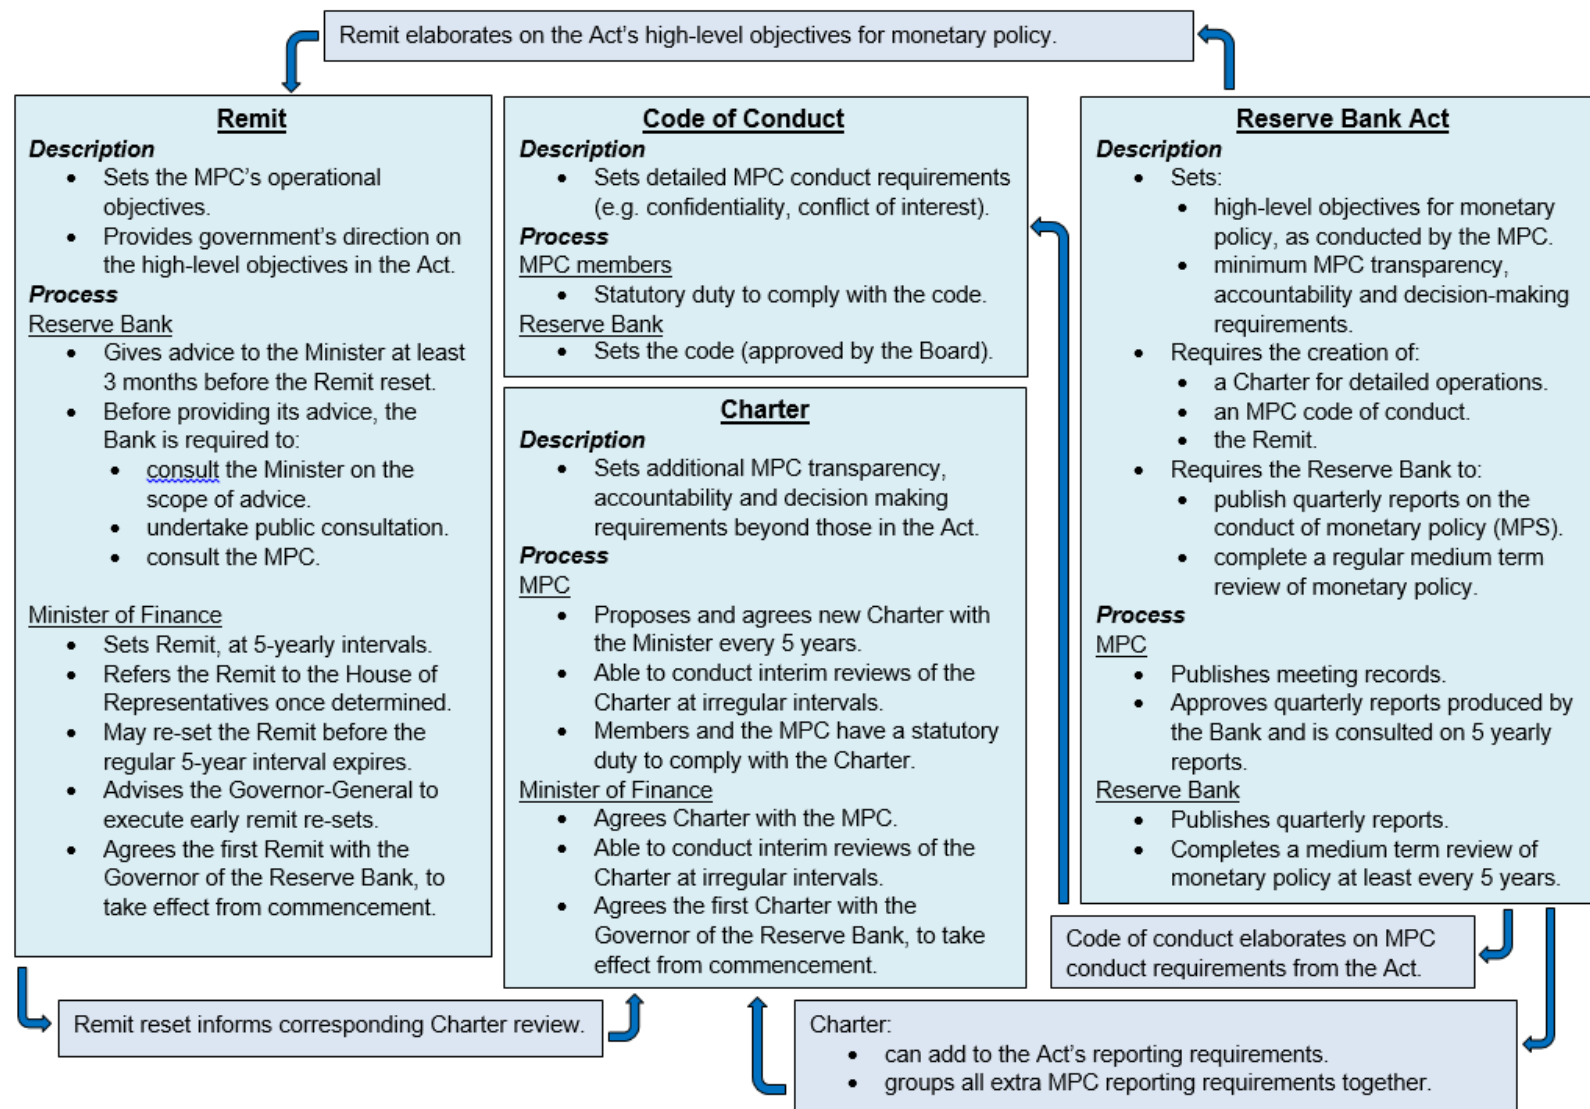 Remit elaborates on the Act's high-level objectives for monetary policy.
Remit
Description
• Sets the MPC's operational
objectives.
• Provides government's direction on
the high-level objectives in the Act.
Process
Reserve Bank
• Gives advice to the Minister at least
3 months before the Remit reset.
• Before providing its advice, the
Bank is required to:
• consult the Minister on the
scope of advice.
• undertake public consultation.
• consult the MPC.
Minister of Finance
• Sets Remit, at 5-yearly intervals.
• Refers the Remit to the House of
Representatives once determined.
• May re-set the Remit before the
regular 5-year interval expires.
• Advises the Governor-General to
execute early remit re-sets.
• Agrees the first Remit with the
Governor of the Reserve Bank, to
take effect from commencement.
Code of Conduct
Description
• Sets detailed MPC conduct requirements
(e.g. confidentiality, conflict of interest).
Process
MPC members
• Statutory duty to comply with the code.
Reserve Bank
• Sets the code (approved by the Board).
Charter
Description
• Sets additional MPC transparency,
accountability and decision making
requirements beyond those in the Act.
Process
MPC
• Proposes and agrees new Charter with
the Minister every 5 years.
• Able to conduct interim reviews of the
Charter at irregular intervals.
• Members and the MPC have a statutory
duty to comply with the Charter.
Minister of Finance
• Agrees Charter with the MPC.
• Able to conduct interim reviews of the
Charter at irregular intervals.
• Agrees the first Charter with the
Governor of the Reserve Bank, to take
effect from commencement.
Reserve Bank Act
Description
• Sets:
• high-level objectives for monetary
policy, as conducted by the MPC.
• minimum MPC transparency,
accountability and decision-making
requirements.
• Requires the creation of:
• a Charter for detailed operations.
• an MPC code of conduct.
• the Remit.
• Requires the Reserve Bank to:
• publish quarterly reports on the
conduct of monetary policy (MPS).
• complete a regular medium term
review of monetary policy.
Process
MPC
• Publishes meeting records.
• Approves quarterly reports produced by
the Bank and is consulted on 5 yearly
reports.
Reserve Bank
• Publishes quarterly reports.
• Completes a medium term review of
monetary policy at least every 5 years.
Code of conduct elaborates on MPC
conduct requirements from the Act.
Remit reset informs corresponding Charter review.
Charter:
• can add to the Act's reporting requirements.
• groups all extra MPC reporting requirements together.